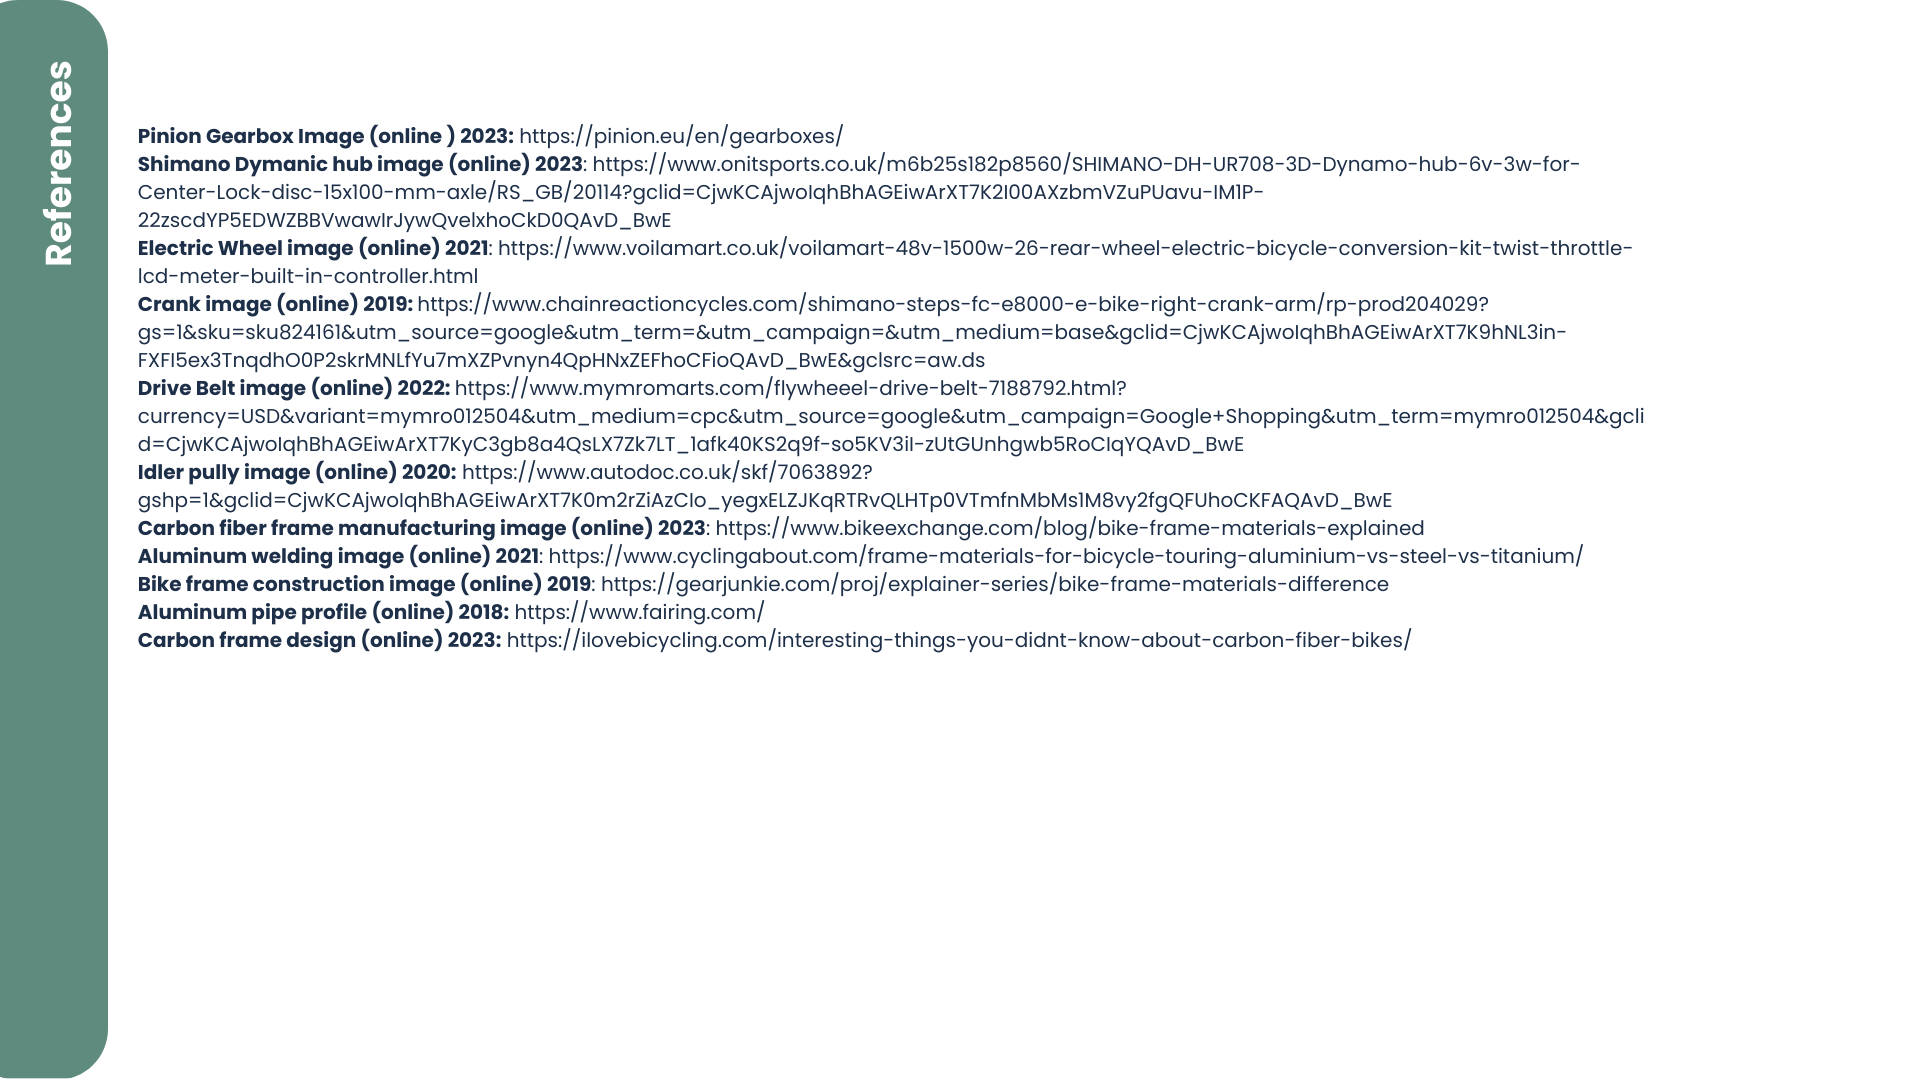 References
Pinion Gearbox Image (online ) 2023: https://pinion.eu/en/gearboxes/
Shimano Dymanic hub image (online) 2023: https://www.onitsports.co.uk/m6b25s182p8560/SHIMANO-DH-UR708-3D-Dynamo-hub-6v-3w-for-
Center-Lock-disc-15x100-mm-axle/RS_GB/20114?gclid=CjwKCAjwoIqhBhAGEiwArXT7K2I00AXzbmVZuPUavu-IM1P-
22zscdYP5EDWZBBVwawIrJywQvelxhoCkD0QAvD_BwE
Electric Wheel image (online) 2021: https://www.voilamart.co.uk/voilamart-48v-1500w-26-rear-wheel-electric-bicycle-conversion-kit-twist-throttle-
lcd-meter-built-in-controller.html
Crank image (online) 2019: https://www.chainreactioncycles.com/shimano-steps-fc-e8000-e-bike-right-crank-arm/rp-prod204029?
gs=1&sku=sku824161&utm_source=google&utm_term=&utm_campaign=&utm_medium=base&gclid=CjwKCAjwoIqhBhAGEiwArXT7K9hNL3in-
FXFI5ex3TnqdhO0P2skrMNLfYu7mXZPvnyn4QpHNxZEFhoCFioQAvD_BwE&gclsrc=aw.ds
Drive Belt image (online) 2022: https://www.mymromarts.com/flywheeel-drive-belt-7188792.html?
currency=USD&variant=mymro012504&utm_medium=cpc&utm_source=google&utm_campaign=Google+Shopping&utm_term=mymro012504&gcli
d=CjwKCAjwoIqhBhAGEiwArXT7KyC3gb8a4QsLX7Zk7LT_1afk40KS2q9f-so5KV3iI-zUtGUnhgwb5RoCIqYQAvD_BwE
Idler pully image (online) 2020: https://www.autodoc.co.uk/skf/7063892?
gshp=1&gclid=CjwKCAjwoIqhBhAGEiwArXT7K0m2rZiAzCIo_yegxELZJKqRTRvQLHTp0VTmfnMbMs1M8vy2fgQFUhoCKFAQAvD_BwE
Carbon fiber frame manufacturing image (online) 2023: https://www.bikeexchange.com/blog/bike-frame-materials-explained
Aluminum welding image (online) 2021: https://www.cyclingabout.com/frame-materials-for-bicycle-touring-aluminium-vs-steel-vs-titanium/
Bike frame construction image (online) 2019: https://gearjunkie.com/proj/explainer-series/bike-frame-materials-difference
Aluminum pipe profile (online) 2018: https://www.fairing.com/
Carbon frame design (online) 2023: https://ilovebicycling.com/interesting-things-you-didnt-know-about-carbon-fiber-bikes/